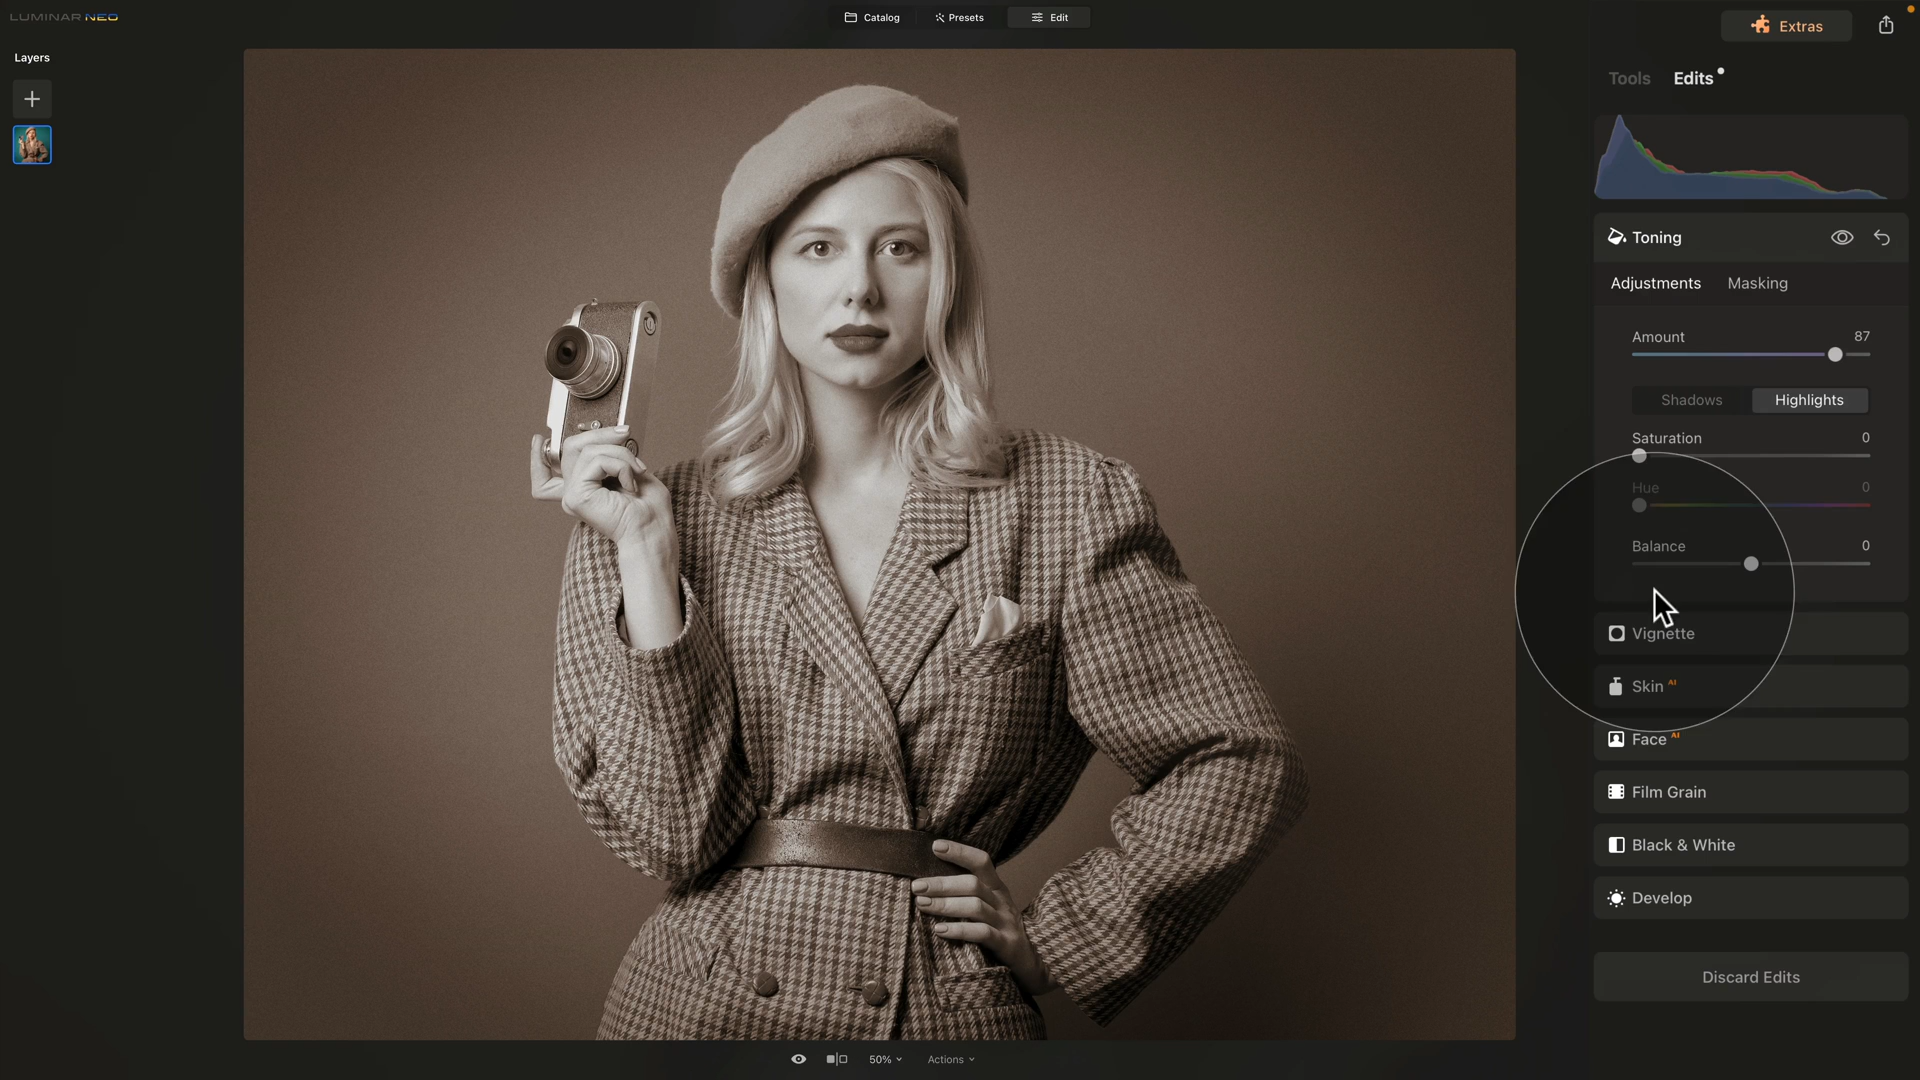 LUMINAR NEO
Catalog
Presets
Edit
Extras
Layers
Tools
Edits
Toning
Adjustments
Masking
Amount 87
Shadows
Highlights
Saturation 0
Hue 0
Balance 0
Vignette
Skin AI
Face AI
Film Grain
Black & White
Develop
Discard Edits
50%
Actions